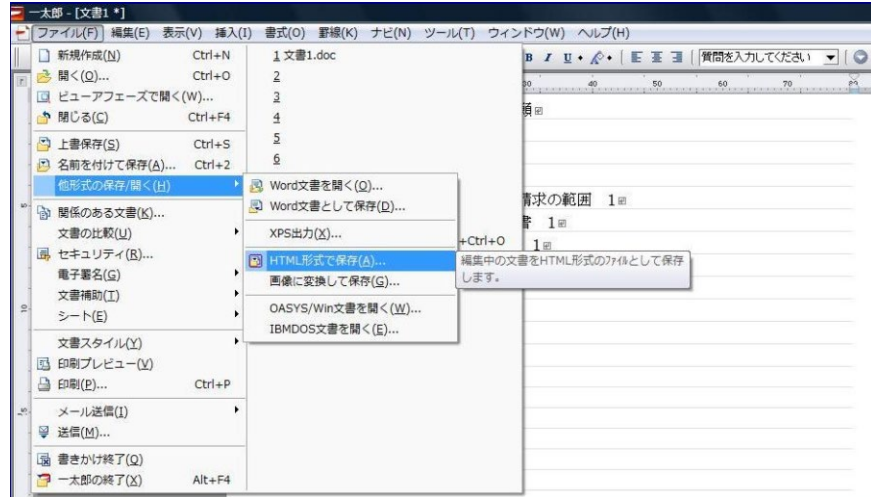 一太郎 - [文書1 *]
ファイル(F) 編集(E) 表示(V) 挿入(I) 書式(O) 罫線(K) ナビ(N) ツール(T) ウィンドウ(W) ヘルプ(H)
B I U 質問を入力してください
新規作成(N) Ctrl+N
開く(O)... Ctrl+O
ビューアフェーズで開く(W)...
閉じる(C) Ctrl+F4
上書保存(S) Ctrl+S
名前を付けて保存(A)... Ctrl+2
他形式の保存/開く(H)
関係のある文書(K)...
文書の比較(U)
セキュリティ(R)...
電子署名(G)
文書補助(T)
シート(E)
文書スタイル(Y)
印刷プレビュー(V)
印刷(P)... Ctrl+P
メール送信(I)
送信(M)...
書きかけ終了(Q)
一太郎の終了(X) Alt+F4
1 文書1.doc
2
3
4
5
6
Word文書を開く(O)...
Word文書として保存(D)...
XPS出力(X)...
HTML形式で保存(A)...
画像に変換して保存(G)...
OASYS/Win文書を開く(W)...
IBMDOS文書を開く(E)...
+Ctrl+O
編集中の文書をHTML形式のファイルとして保存
します。
40 50 60 70
請求の範囲 1
書 1
1
5
10
15